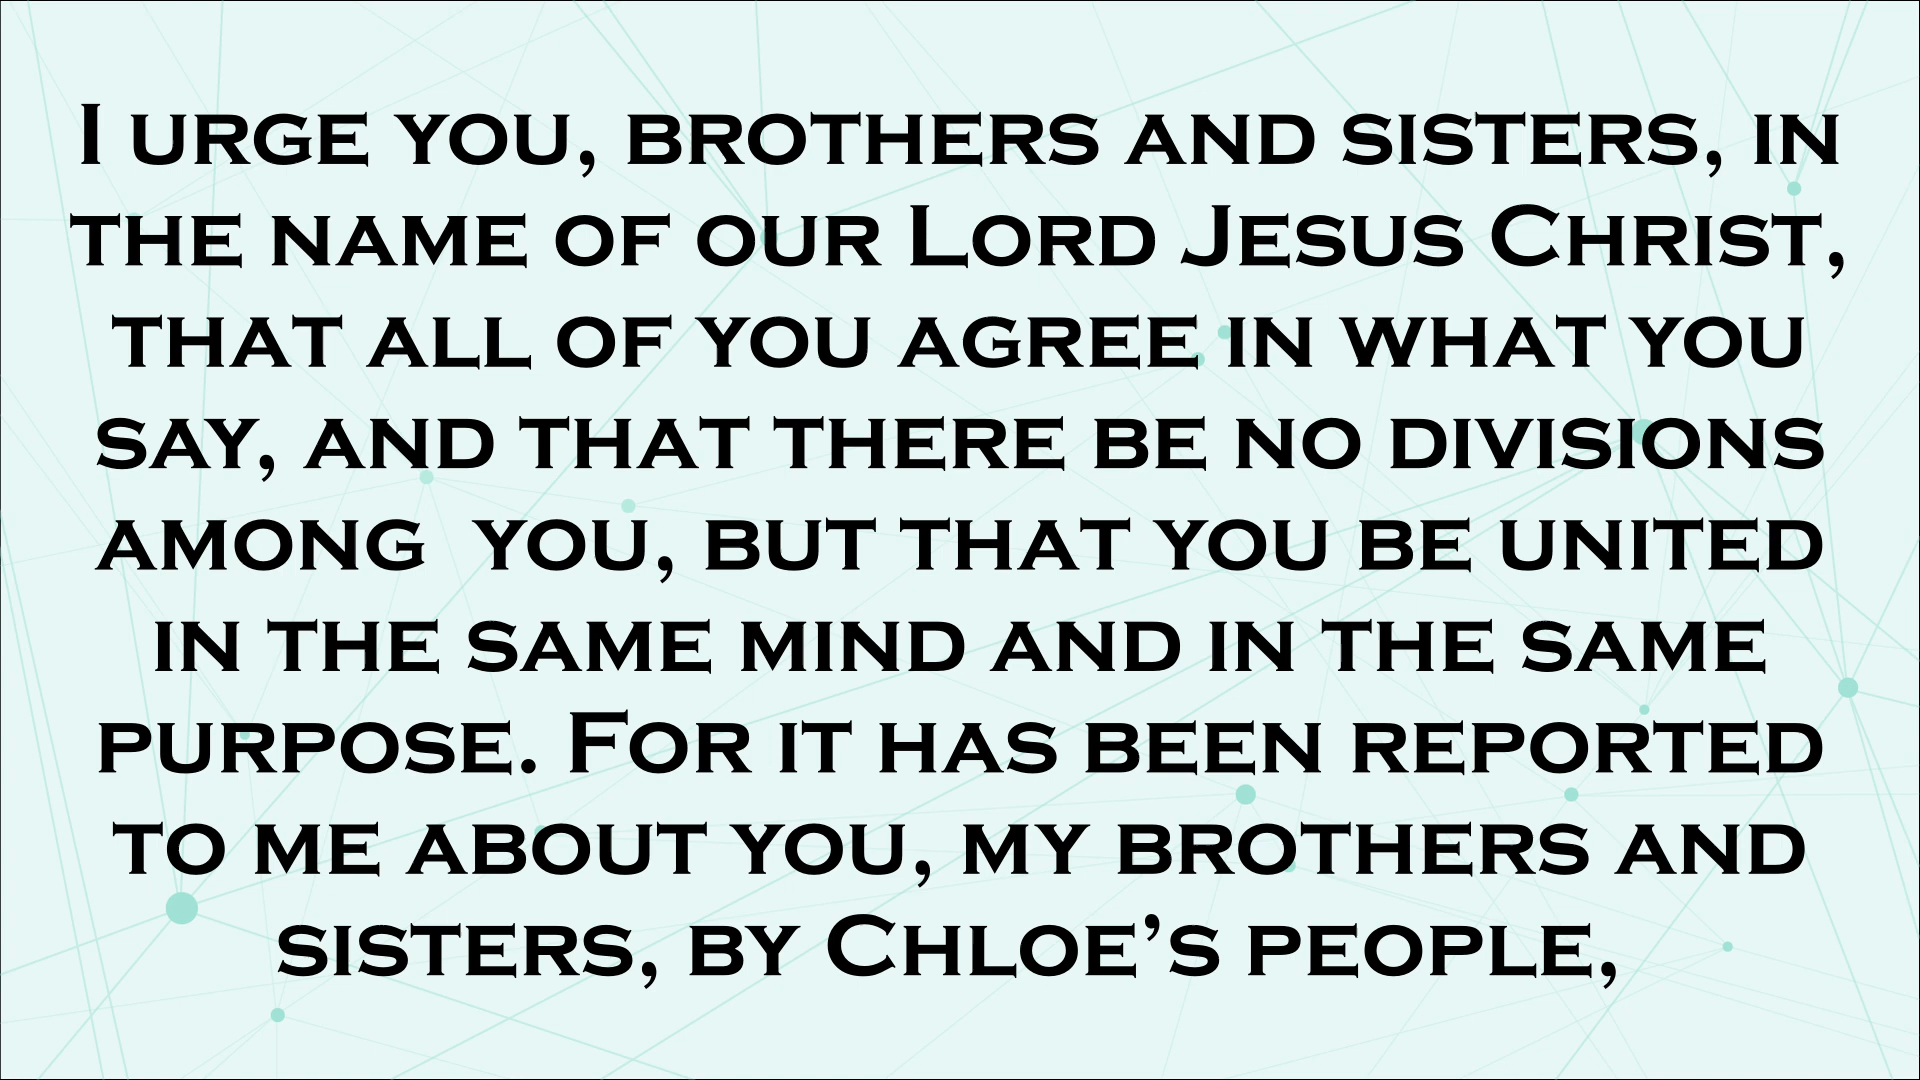 I urge you, brothers and sisters, in
the name of our Lord Jesus Christ,
that all of you agree in what you
say, and that there be no divisions
among  you, but that you be united
in the same mind and in the same
purpose. For it has been reported
to me about you, my brothers and
sisters, by Chloe’s people,